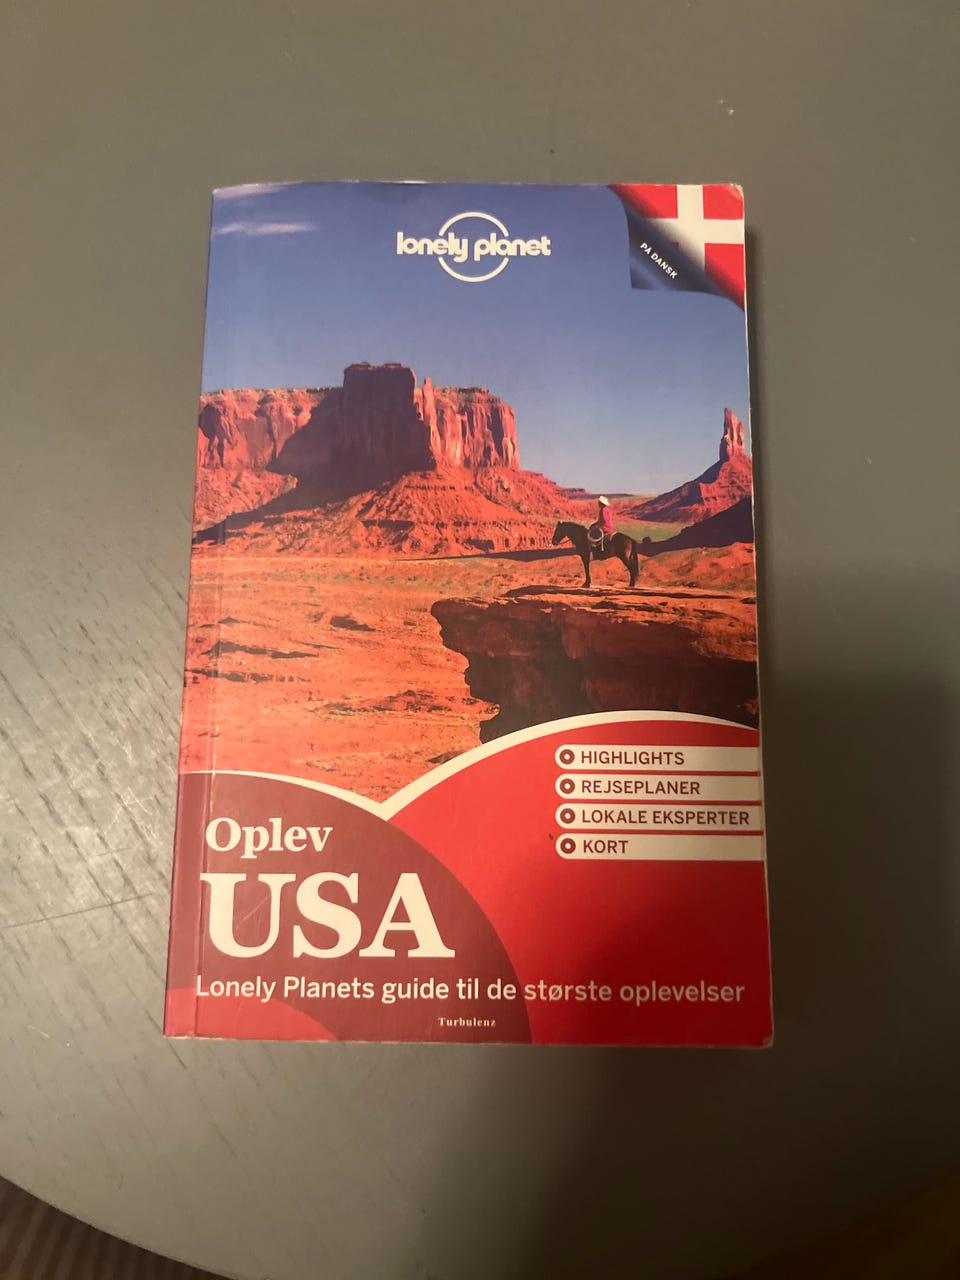 lonely planet
PÅ DANSK
HIGHLIGHTS
REJSEPLANER
LOKALE EKSPERTER
KORT
Oplev
USA
Lonely Planets guide til de største oplevelser
Turbulenz